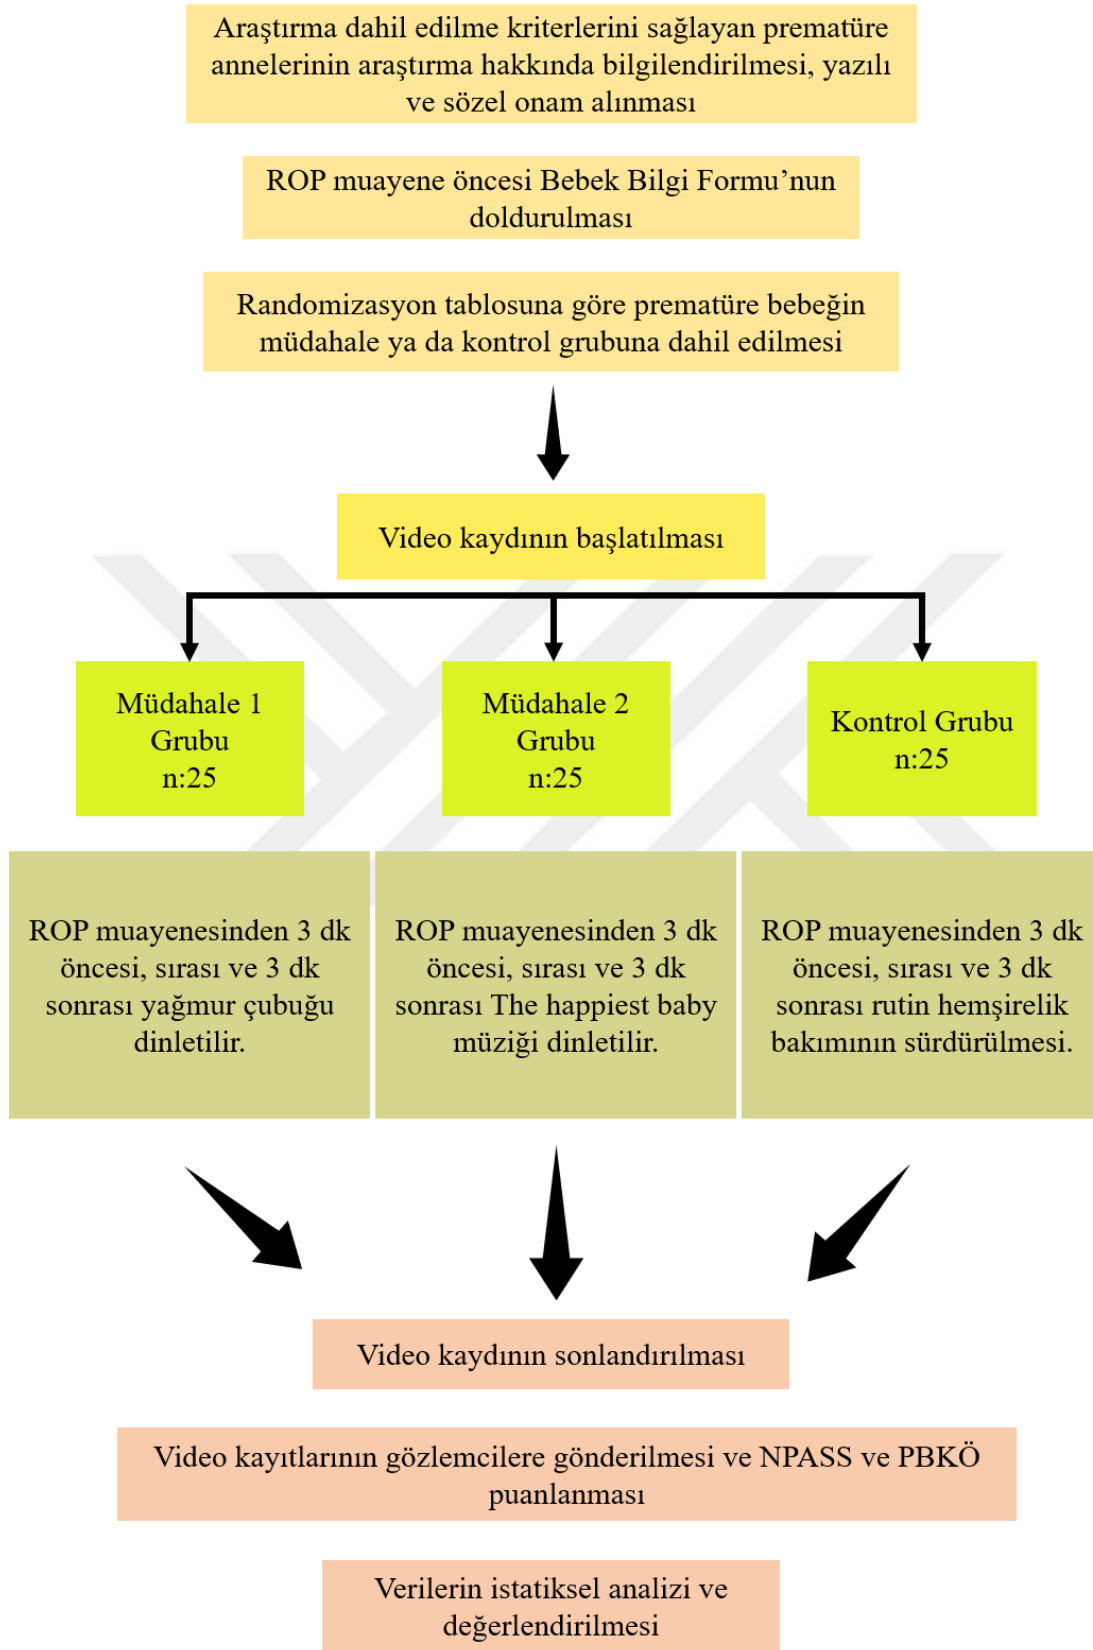 Araştırma dahil edilme kriterlerini sağlayan prematüre
annelerinin araştırma hakkında bilgilendirilmesi, yazılı
ve sözel onam alınması
ROP muayene öncesi Bebek Bilgi Formu’nun
doldurulması
Randomizasyon tablosuna göre prematüre bebeğin
müdahale ya da kontrol grubuna dahil edilmesi
Video kaydının başlatılması
Müdahale 1
Grubu
n:25
Müdahale 2
Grubu
n:25
Kontrol Grubu
n:25
ROP muayenesinden 3 dk
öncesi, sırası ve 3 dk
sonrası yağmur çubuğu
dinletilir.
ROP muayenesinden 3 dk
öncesi, sırası ve 3 dk
sonrası The happiest baby
müziği dinletilir.
ROP muayenesinden 3 dk
öncesi, sırası ve 3 dk
sonrası rutin hemşirelik
bakımının sürdürülmesi.
Video kaydının sonlandırılması
Video kayıtlarının gözlemcilere gönderilmesi ve NPASS ve PBKÖ
puanlanması
Verilerin istatiksel analizi ve
değerlendirilmesi